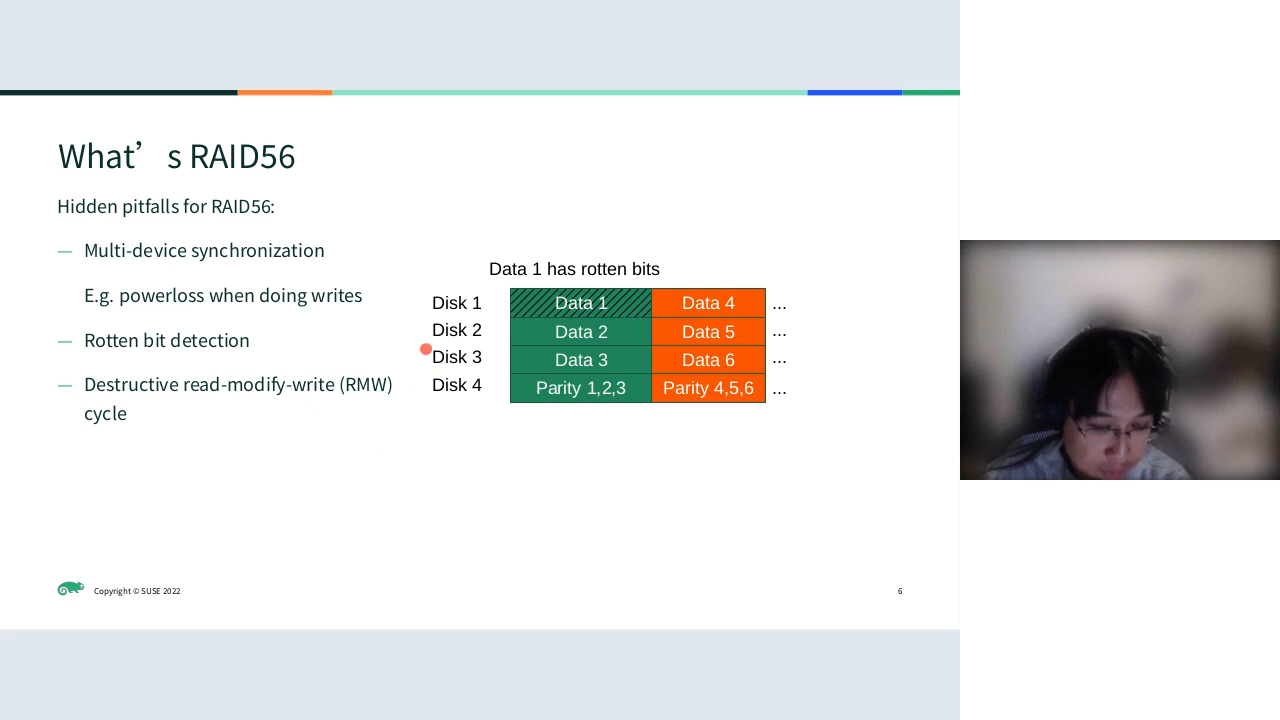 What’s RAID56
Hidden pitfalls for RAID56:
— Multi-device synchronization
E.g. powerloss when doing writes
— Rotten bit detection
— Destructive read-modify-write (RMW)
cycle
Data 1 has rotten bits
Disk 1 Data 1 Data 4 ...
Disk 2 Data 2 Data 5 ...
Disk 3 Data 3 Data 6 ...
Disk 4 Parity 1,2,3 Parity 4,5,6 ...
Copyright © SUSE 2022
6